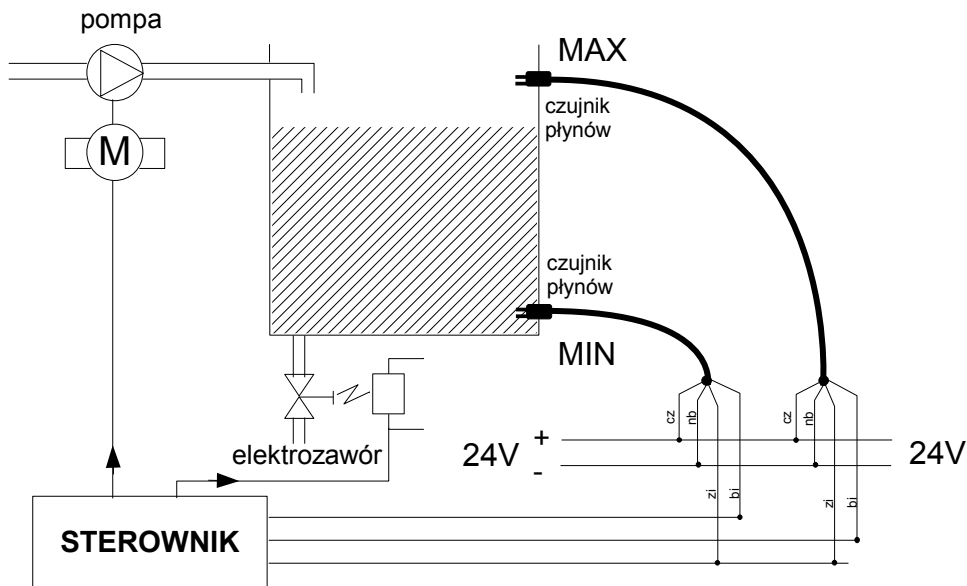 pompa
MAX
czujnik
płynów
M
czujnik
płynów
MIN
cz
nb
cz
nb
elektrozawór
24V
+
-
24V
zi
bi
zi
bi
STEROWNIK